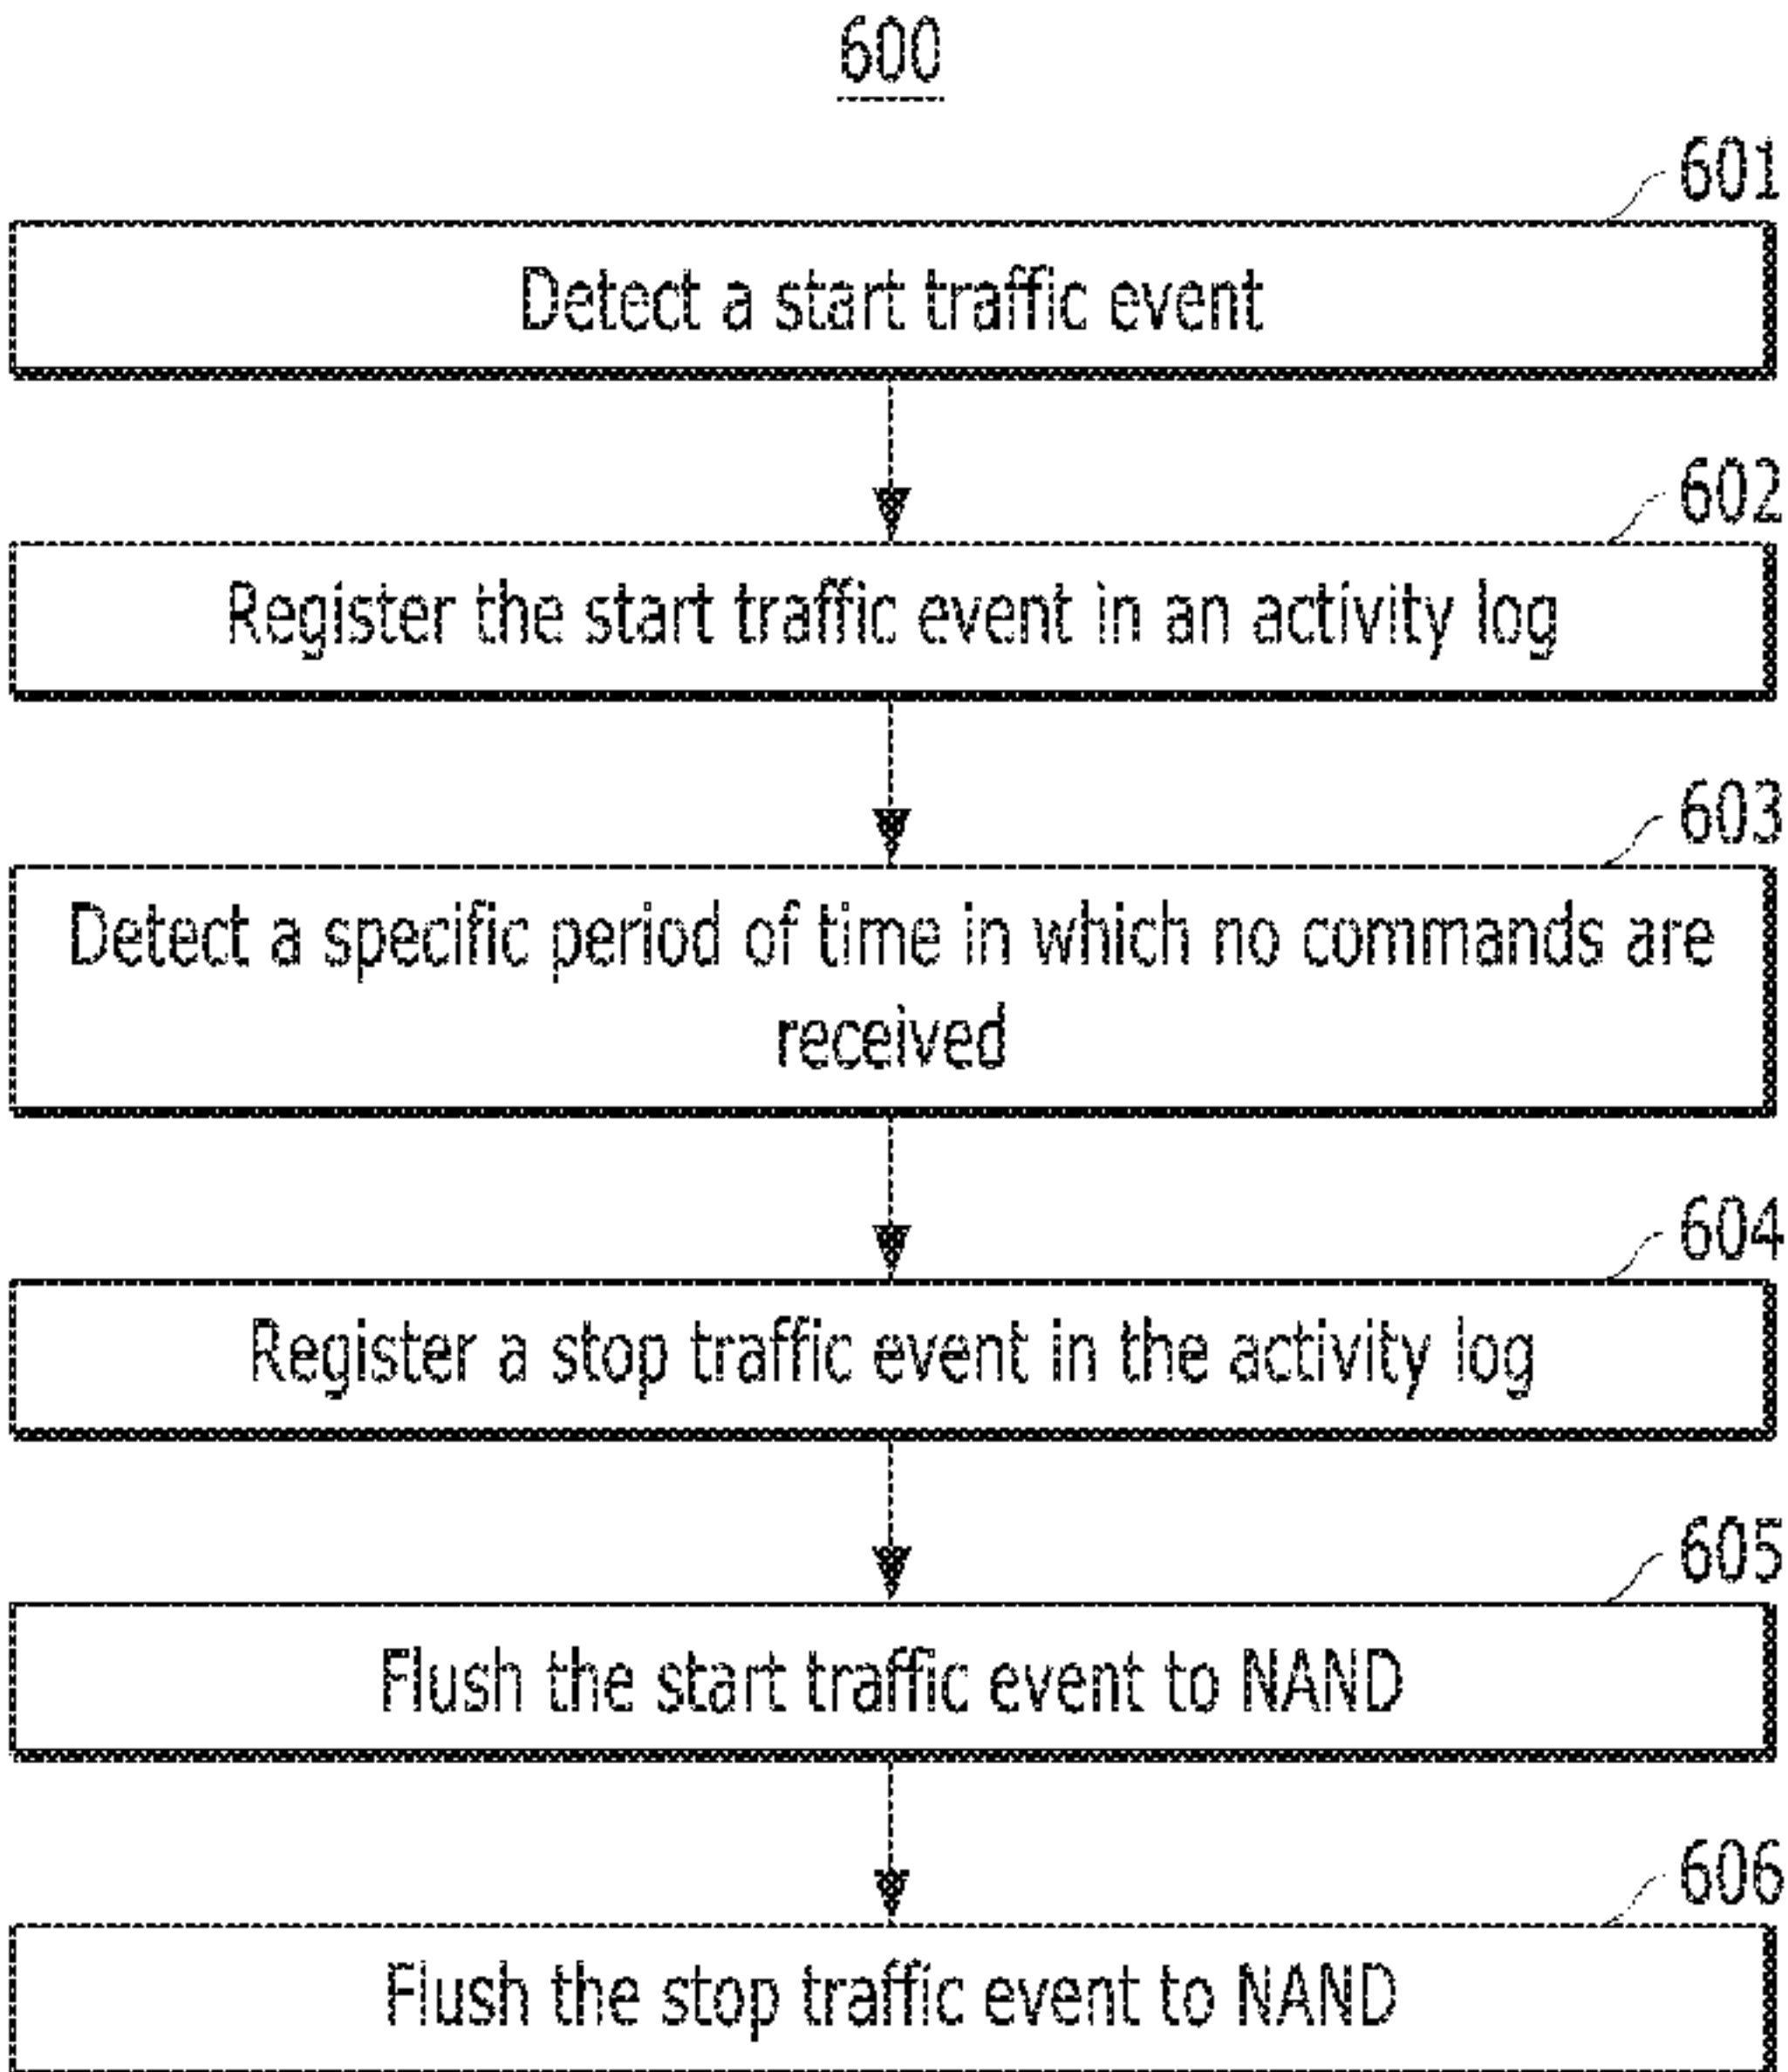 600
601
Detect a start traffic event
602
Register the start traffic event in an activity log
603
Detect a specific period of time in which no commands are
received
604
Register a stop traffic event in the activity log
605
Flush the start traffic event to NAND
606
Flush the stop traffic event to NAND